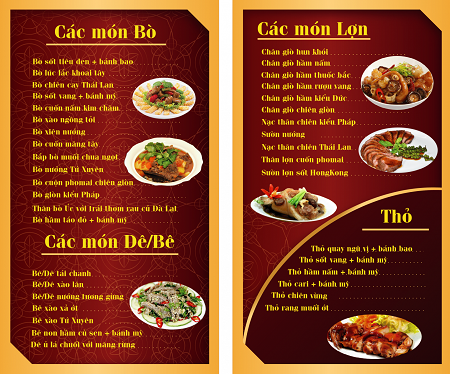 Các món Bò
Bò sốt tiêu đen + bánh bao
Bò lúc lắc khoai tây
Bò chiên cay Thái Lan
Bò sốt vang + bánh mỳ
Bò cuốn nấm kim châm
Bò xào ngồng tỏi
Bò xiên nướng
Bò cuốn măng tây
Bắp bò muối chua ngọt
Bò nướng Tứ Xuyên
Bò cuộn phomai chiên giòn
Bò giòn kiểu Pháp
Thăn bò Úc với trái thơm rau củ Đà Lạt
Bò hầm táo đỏ + bánh mỳ
Các món Dê/Bê
Bê/Dê tái chanh
Bê/Dê xào lăn
Bê/Dê nướng tương gừng
Bê xào xả ớt
Bê xào Tứ Xuyên
Bê non hầm củ sen + bánh mỳ
Dê ủ lá chuối với măng rừng
Các món Lợn
Chân giò hun khói
Chân giò hầm nấm
Chân giò hầm thuốc bắc
Chân giò hầm rượu vang
Chân giò hầm kiểu Đức
Chân giò chiên giòn
Nạc thăn chiên kiểu Pháp
Sườn nướng
Nạc thăn chiên Thái Lan
Thăn lợn cuốn phomai
Sườn lợn sốt HongKong
Thỏ
Thỏ quay ngũ vị + bánh bao
Thỏ sốt vang + bánh mỳ
Thỏ hầm nấm + bánh mỳ
Thỏ cari + bánh mỳ
Thỏ chiên vừng
Thỏ rang muối ớt